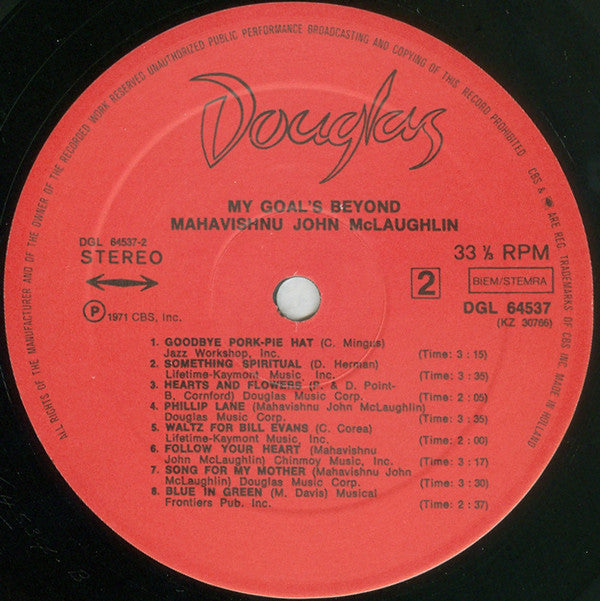 ALL RIGHTS OF THE MANUFACTURER AND OF THE OWNER OF THE RECORDED WORK RESERVED UNAUTHORIZED PUBLIC PERFORMANCE BROADCASTING AND COPYING OF THIS RECORD PROHIBITED CBS & ARE REG. TRADEMARKS OF CBS INC. MADE IN HOLLAND
Douglas
MY GOAL'S BEYOND
MAHAVISHNU JOHN McLAUGHLIN
DGL 64537-2
STEREO
33 ⅓ RPM
2
BIEM/STEMRA
DGL 64537
(KZ 30766)
Ⓟ 1971 CBS, Inc.
1. GOODBYE PORK-PIE HAT (C. Mingus)
Jazz Workshop, Inc. (Time: 3 : 15)
2. SOMETHING SPIRITUAL (D. Herman)
Lifetime-Kaymont Music, Inc. (Time: 3 : 35)
3. HEARTS AND FLOWERS (P. & D. Point-
B. Cornford) Douglas Music Corp. (Time: 2 : 05)
4. PHILLIP LANE (Mahavishnu John McLaughlin)
Douglas Music Corp. (Time: 3 : 35)
5. WALTZ FOR BILL EVANS (C. Corea)
Lifetime-Kaymont Music, Inc. (Time: 2 : 00)
6. FOLLOW YOUR HEART (Mahavishnu
John McLaughlin) Chinmoy Music, Inc. (Time: 3 : 17)
7. SONG FOR MY MOTHER (Mahavishnu John
McLaughlin) Douglas Music Corp. (Time: 3 : 30)
8. BLUE IN GREEN (M. Davis) Musical
Frontiers Pub. Inc. (Time: 2 : 37)